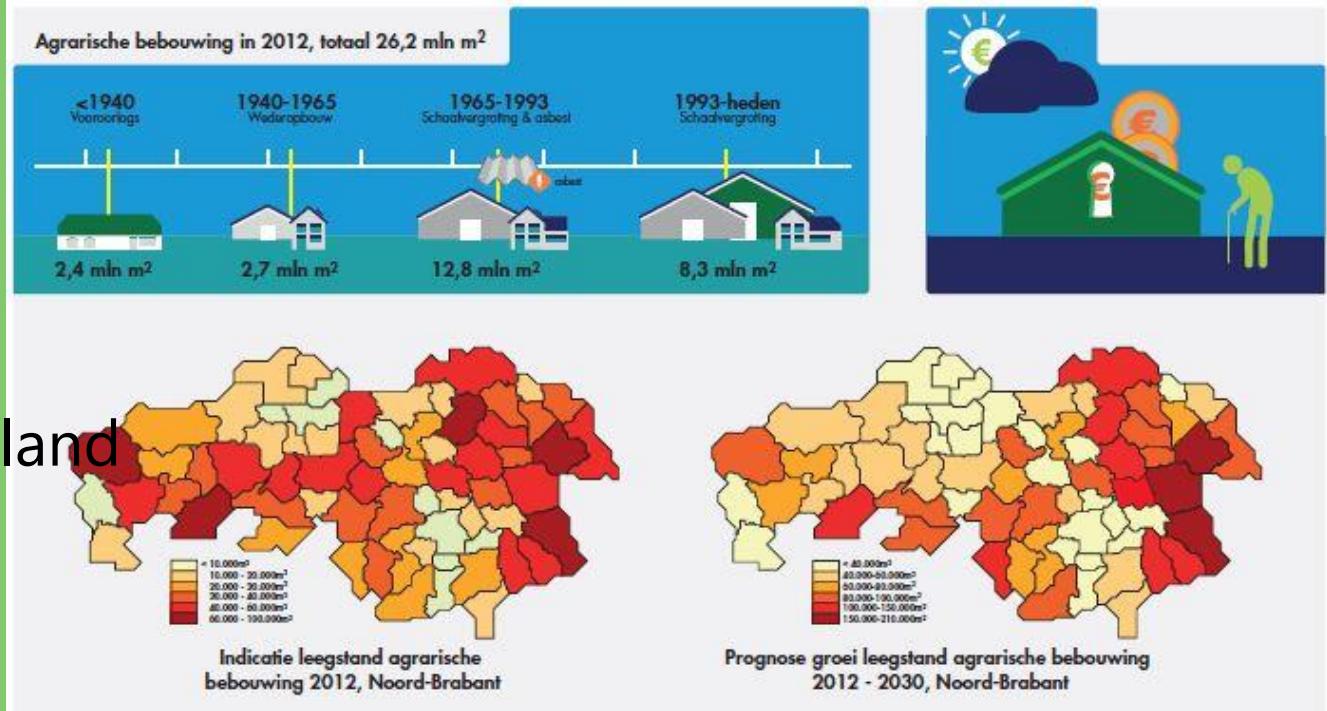 Agrarische bebouwing in 2012, totaal 26,2 mln m²
<1940
Vooroorlogs
1940-1965
Wederopbouw
1965-1993
Schaalvergroting & asbest
1993-heden
Schaalvergroting
asbest
2,4 mln m²
2,7 mln m²
12,8 mln m²
8,3 mln m²
€
€
€
land
< 10.000m²
10.000 - 20.000m²
20.000 - 30.000m²
30.000 - 40.000m²
40.000 - 60.000m²
60.000 - 100.000m²
< 40.000m²
40.000-60.000m²
60.000-80.000m²
80.000-100.000m²
100.000-150.000m²
150.000-210.000m²
Indicatie leegstand agrarische
bebouwing 2012, Noord-Brabant
Prognose groei leegstand agrarische bebouwing
2012 - 2030, Noord-Brabant